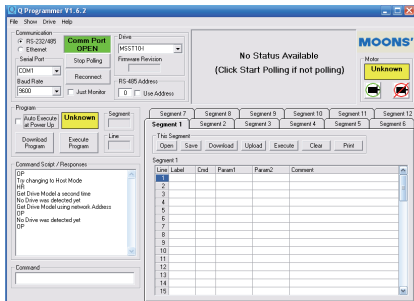 Q Programmer V1.6.2
File Show Drive Help
Communication
RS-232/485
Ethernet
Comm Port OPEN
Serial Port
COM1
Baud Rate
9600
Stop Polling
Reconnect
Just Monitor
Drive
MSST10-I
Firmware Revision
RS-485 Address
0 Use Address
No Status Available
(Click Start Polling if not polling)
MOONS'
Motor
Unknown
Program
Auto Execute at Power Up
Unknown
Segment
Line
Download Program
Execute Program
Command Script / Responses
OP
Try changing to Host Mode
HR
Get Drive Model a second time
No Drive was detected yet
Get Drive Model using network Address
OP
No Drive was detected yet
OP
Command
Segment 7 Segment 8 Segment 9 Segment 10 Segment 11 Segment 12
Segment 1 Segment 2 Segment 3 Segment 4 Segment 5 Segment 6
This Segment
Open Save Download Upload Execute Clear Print
Segment 1
Line Label Cmd Param1 Param2 Comment
1
2
3
4
5
6
7
8
9
10
11
12
13
14
15